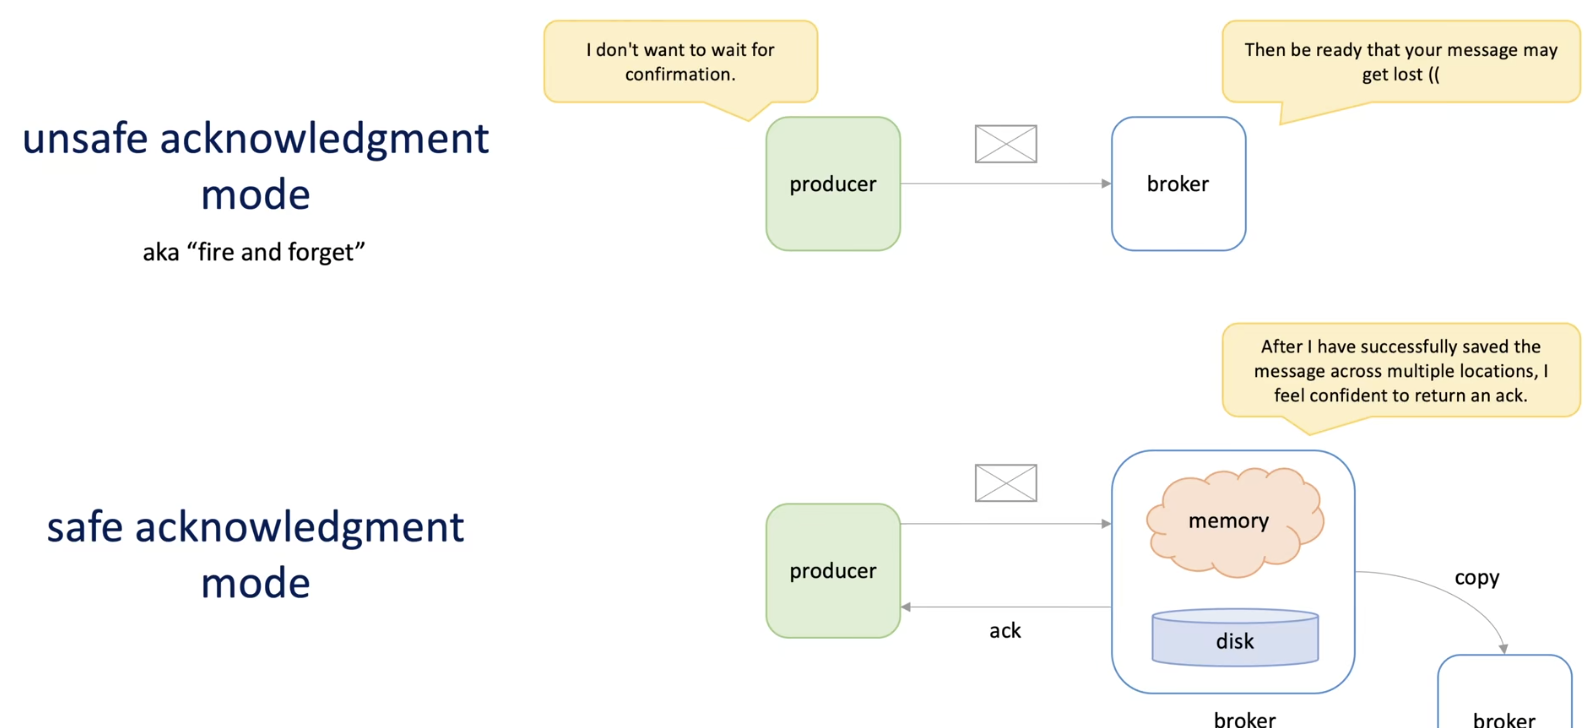 I don't want to wait for
confirmation.
Then be ready that your message may
get lost ((
unsafe acknowledgment
mode
aka “fire and forget”
producer
broker
After I have successfully saved the
message across multiple locations, I
feel confident to return an ack.
safe acknowledgment
mode
producer
memory
copy
ack
disk
broker
broker